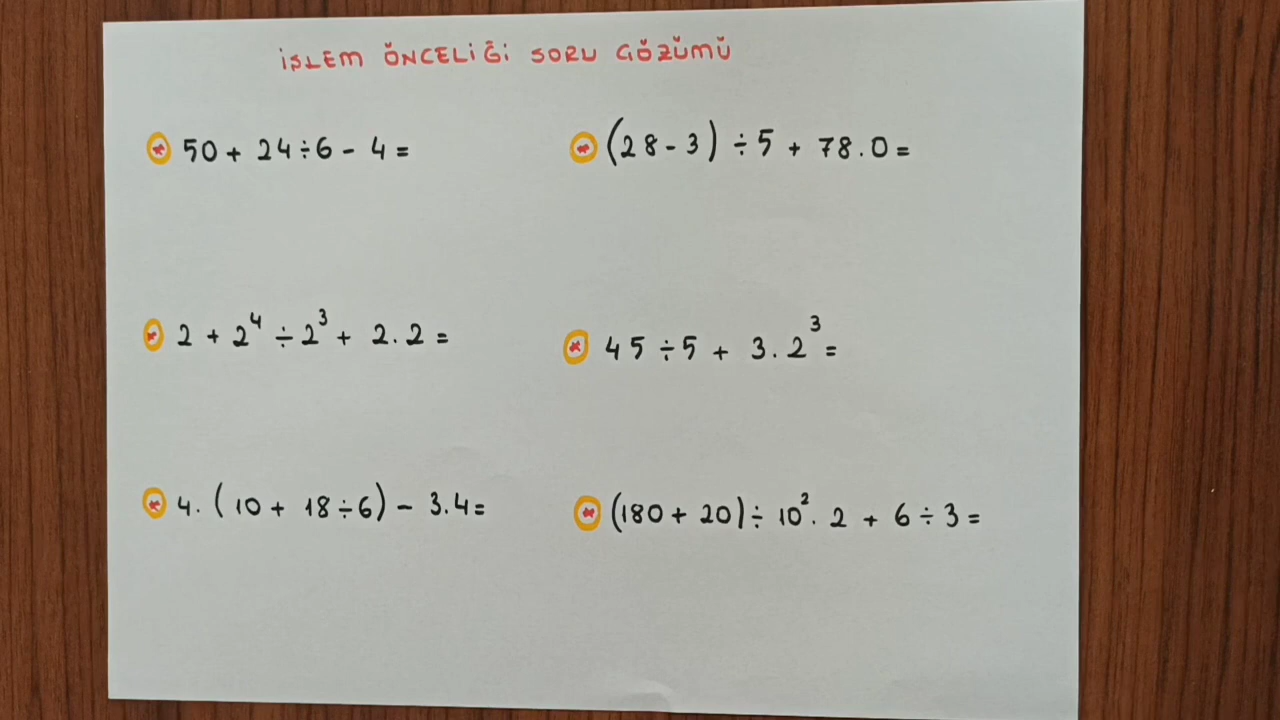 İŞLEM ÖNCELİĞİ SORU ÇÖZÜMÜ
50 + 24 ÷ 6 - 4 =
(28 - 3) ÷ 5 + 78.0 =
2 + 2⁴ ÷ 2³ + 2.2 =
45 ÷ 5 + 3.2³ =
4. (10 + 18 ÷ 6) - 3.4 =
(180 + 20) ÷ 10². 2 + 6 ÷ 3 =